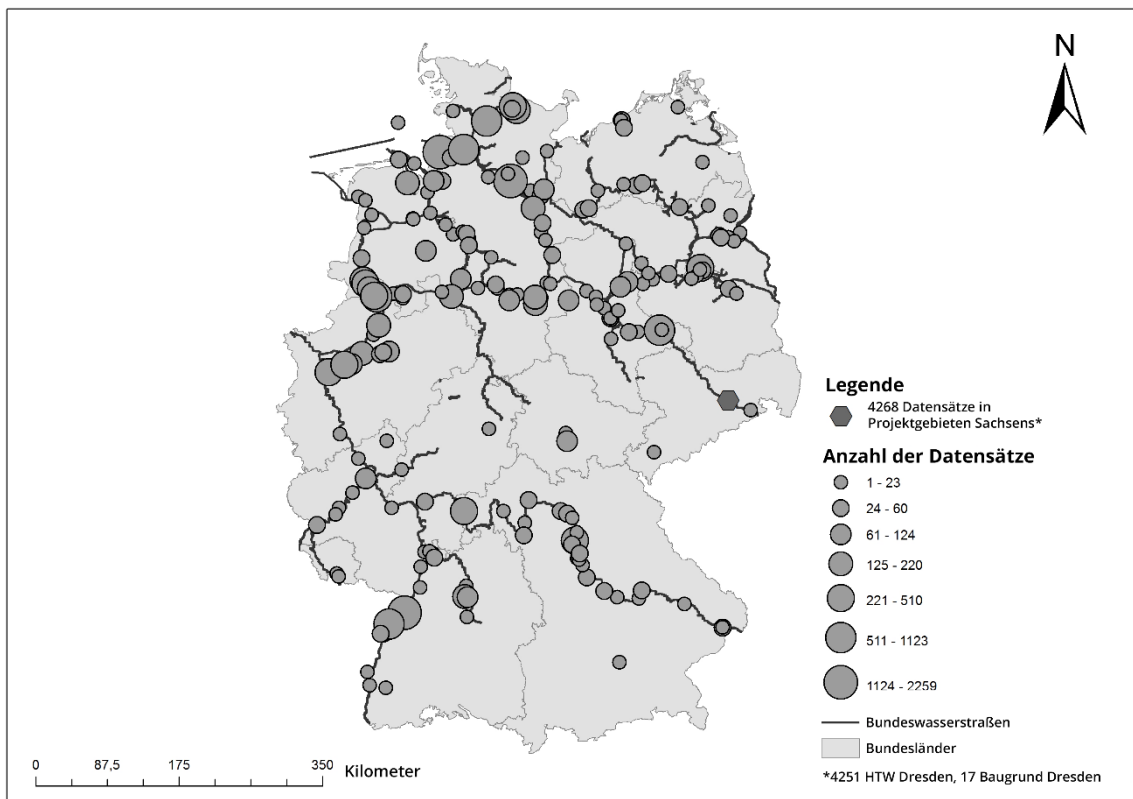 N
Legende
4268 Datensätze in
Projektgebieten Sachsens*
Anzahl der Datensätze
1 - 23
24 - 60
61 - 124
125 - 220
221 - 510
511 - 1123
1124 - 2259
Bundeswasserstraßen
Bundesländer
*4251 HTW Dresden, 17 Baugrund Dresden
0 87,5 175 350 Kilometer